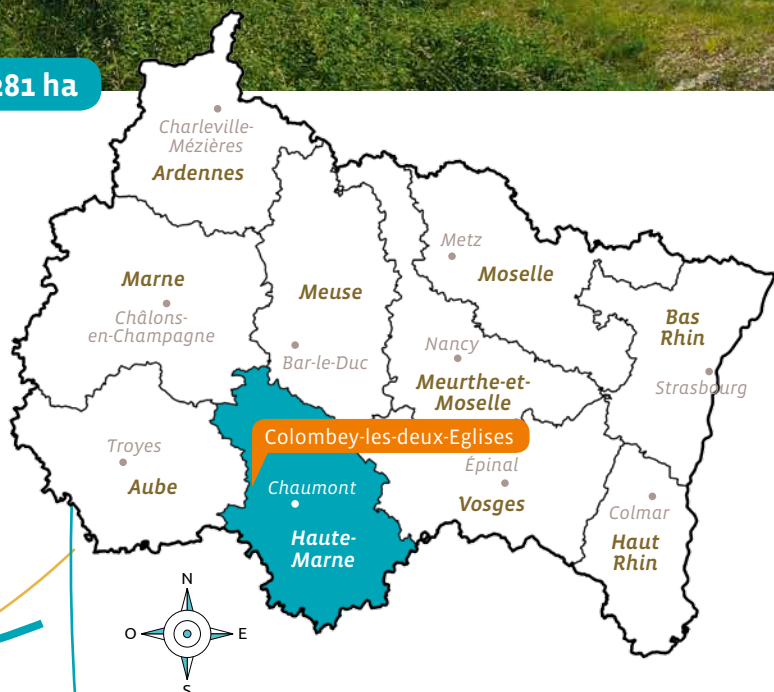 281 ha
Charleville-
Mézières
Ardennes
Metz
Moselle
Marne
Meuse
Châlons-
en-Champagne
Bas
Rhin
Nancy
Bar-le-Duc
Meurthe-et-
Moselle
Strasbourg
Colombey-les-deux-Eglises
Troyes
Aube
Épinal
Vosges
Chaumont
Colmar
Haute-
Marne
Haut
Rhin
N
O
E
S